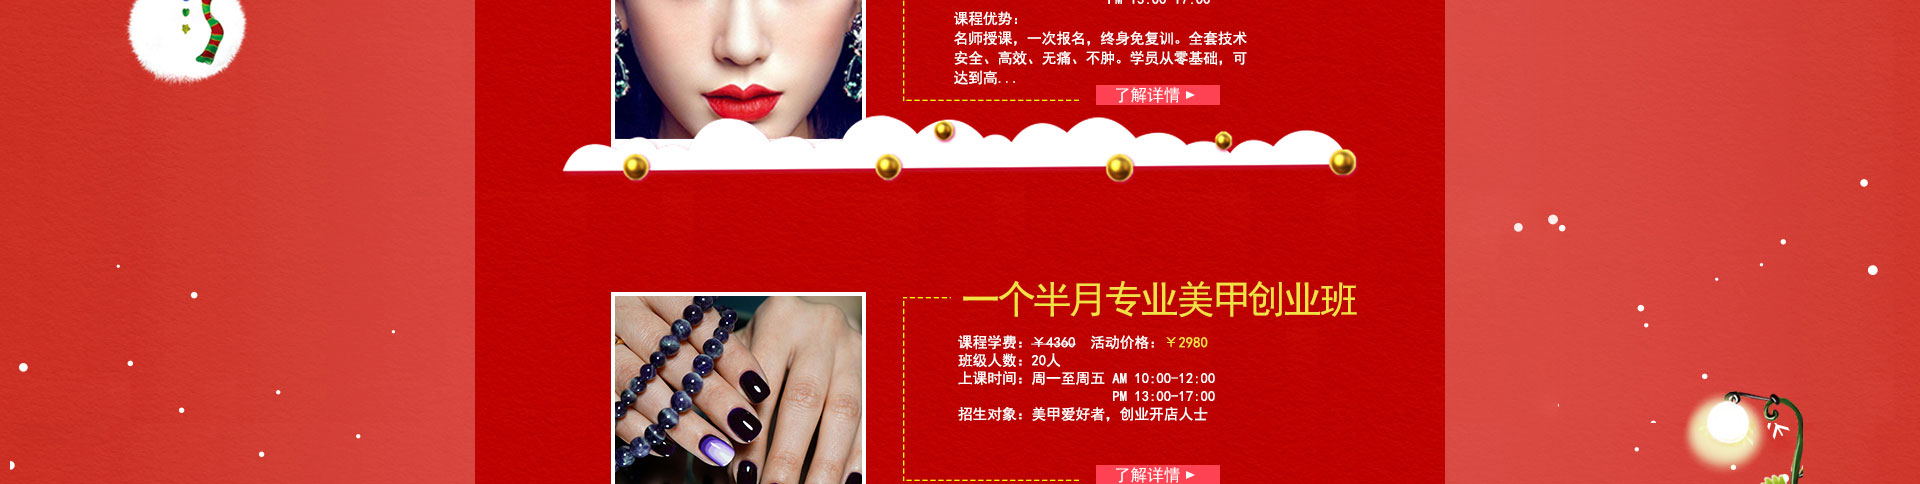 PM 13:00-17:00
课程优势：
名师授课，一次报名，终身免复训。全套技术
安全、高效、无痛、不肿。学员从零基础，可
达到高...
了解详情
一个半月专业美甲创业班
课程学费：￥4360 活动价格：￥2980
班级人数：20人
上课时间：周一至周五 AM 10:00-12:00
PM 13:00-17:00
招生对象：美甲爱好者，创业开店人士
了解详情